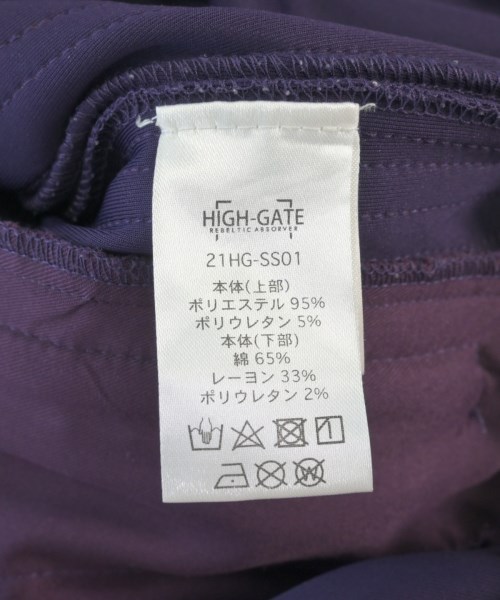 HIGH-GATE
REBELTIC ABSORVER
21HG-SS01
本体(上部)
ポリエステル 95%
ポリウレタン 5%
本体(下部)
綿 65%
レーヨン 33%
ポリウレタン 2%
W